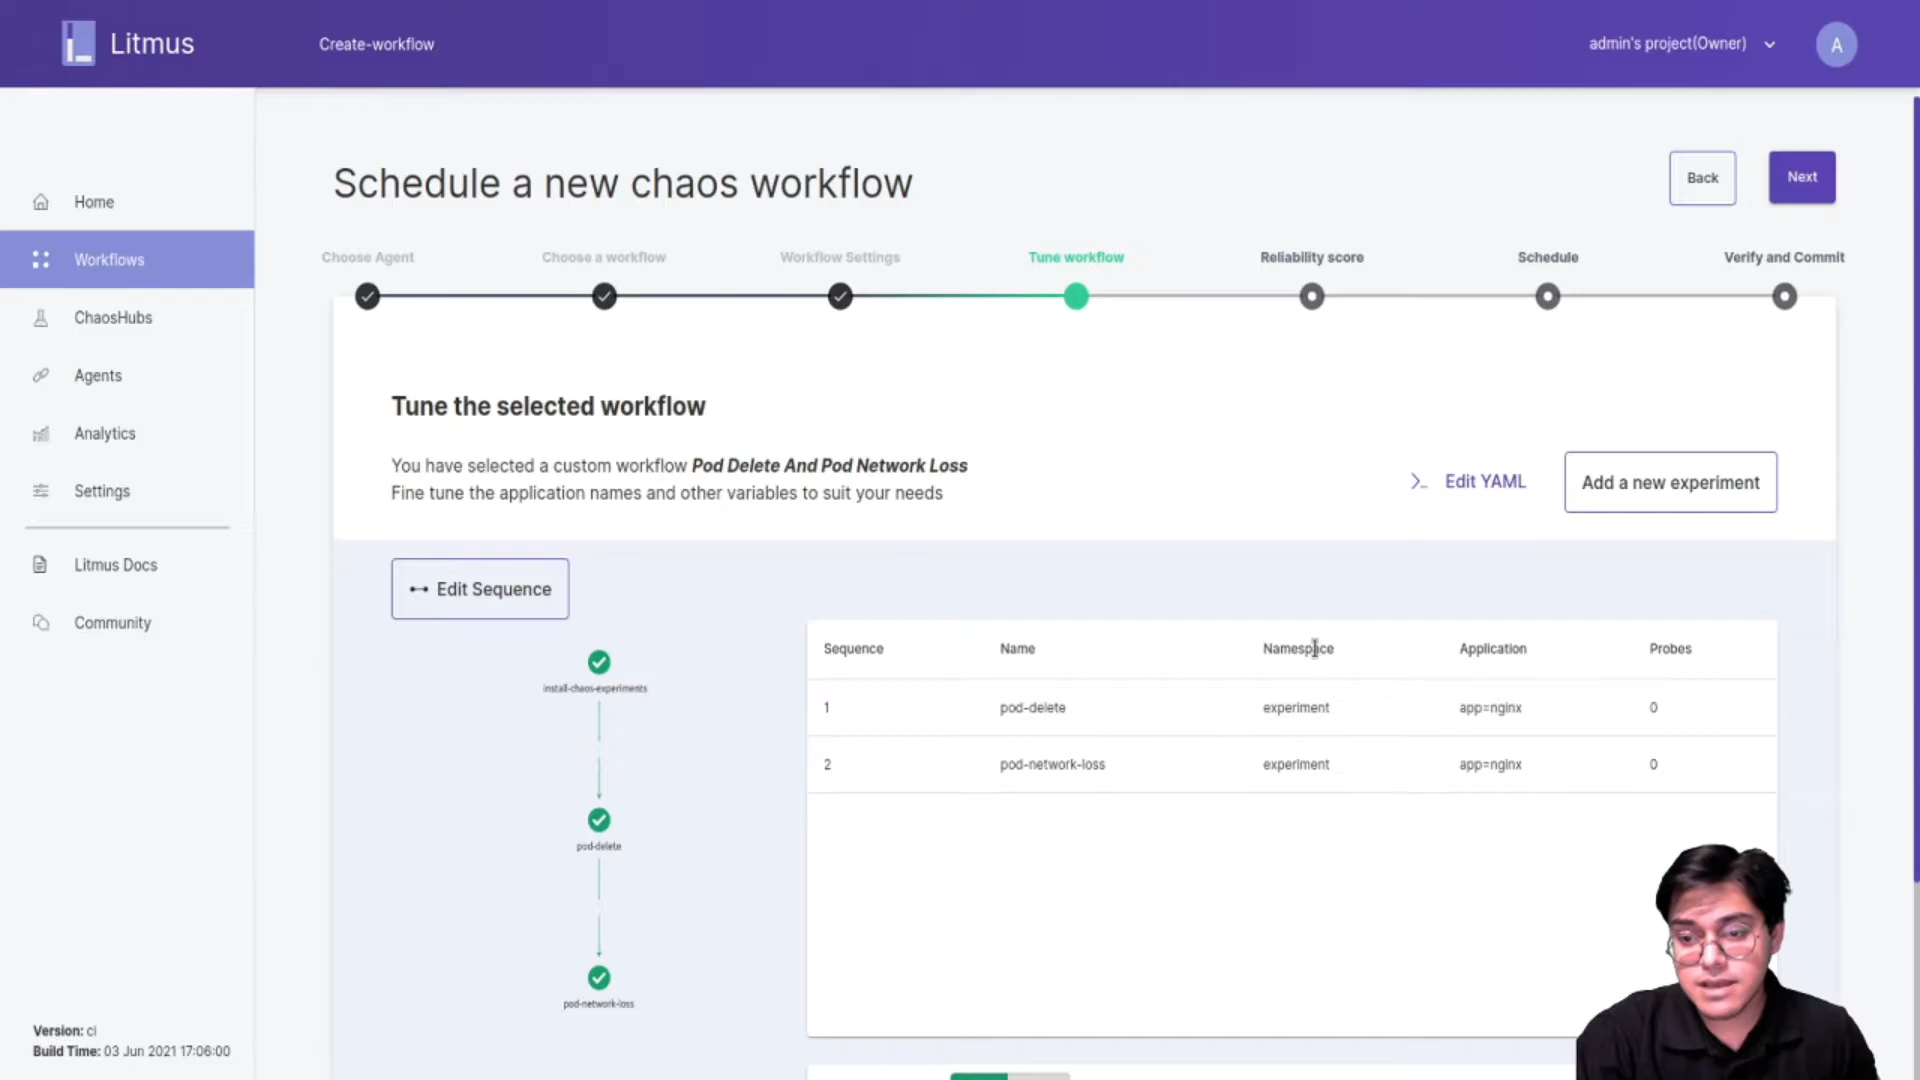 Litmus
Create-workflow
admin's project(Owner)
A
Home
Workflows
ChaosHubs
Agents
Analytics
Settings
Litmus Docs
Community
Version: ci
Build Time: 03 Jun 2021 17:06:00
Schedule a new chaos workflow
Back
Next
Choose Agent
Choose a workflow
Workflow Settings
Tune workflow
Reliability score
Schedule
Verify and Commit
Tune the selected workflow
You have selected a custom workflow Pod Delete And Pod Network Loss
Fine tune the application names and other variables to suit your needs
>_ Edit YAML
Add a new experiment
Edit Sequence
install-chaos-experiments
pod-delete
pod-network-loss
Sequence Name Namespace Application Probes
1 pod-delete experiment app=nginx 0
2 pod-network-loss experiment app=nginx 0